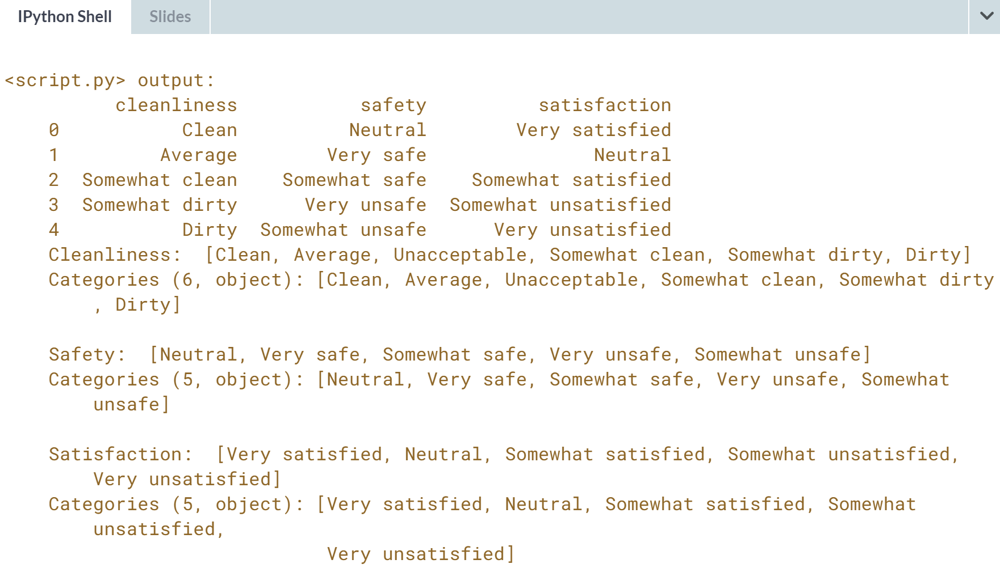 IPython Shell
Slides
<script.py> output:
cleanliness safety satisfaction
0 Clean Neutral Very satisfied
1 Average Very safe Neutral
2 Somewhat clean Somewhat safe Somewhat satisfied
3 Somewhat dirty Very unsafe Somewhat unsatisfied
4 Dirty Somewhat unsafe Very unsatisfied
Cleanliness: [Clean, Average, Unacceptable, Somewhat clean, Somewhat dirty, Dirty]
Categories (6, object): [Clean, Average, Unacceptable, Somewhat clean, Somewhat dirty
, Dirty]
Safety: [Neutral, Very safe, Somewhat safe, Very unsafe, Somewhat unsafe]
Categories (5, object): [Neutral, Very safe, Somewhat safe, Very unsafe, Somewhat
unsafe]
Satisfaction: [Very satisfied, Neutral, Somewhat satisfied, Somewhat unsatisfied,
Very unsatisfied]
Categories (5, object): [Very satisfied, Neutral, Somewhat satisfied, Somewhat
unsatisfied,
Very unsatisfied]